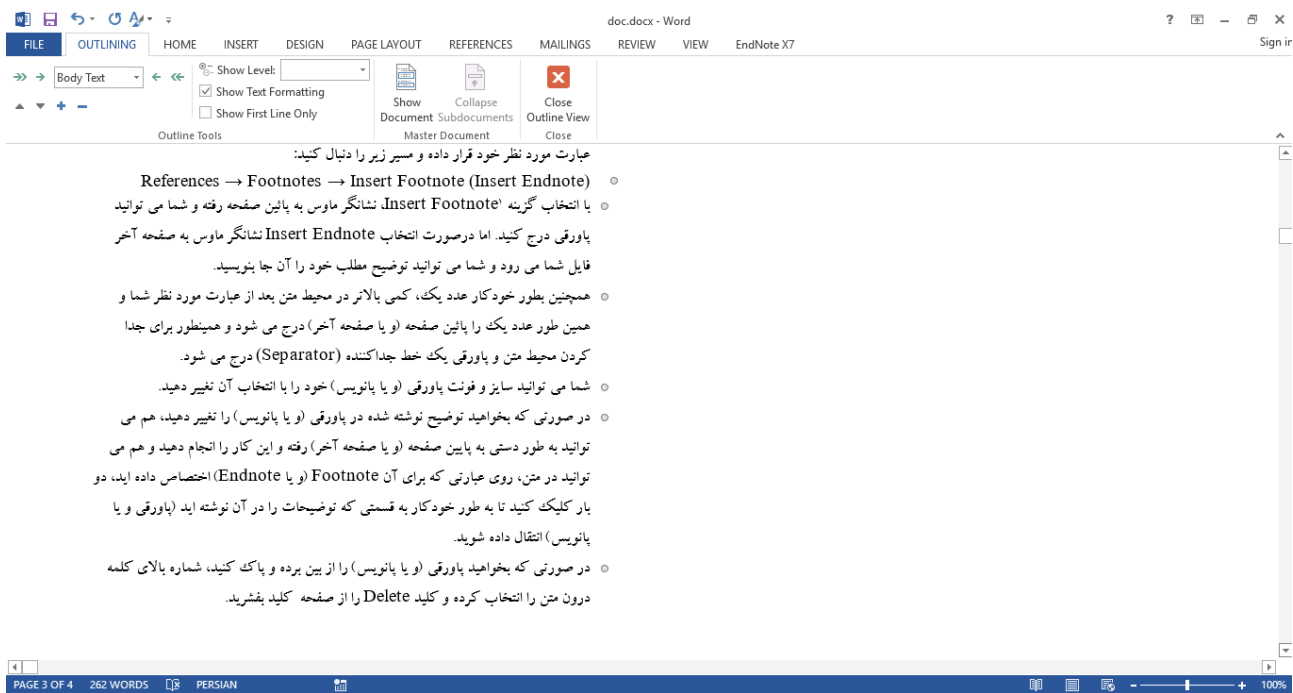 doc.docx - Word
Sign in
FILE OUTLINING HOME INSERT DESIGN PAGE LAYOUT REFERENCES MAILINGS REVIEW VIEW EndNote X7
Body Text
Show Level:
Show Text Formatting
Show First Line Only
Outline Tools
Show Document
Collapse Subdocuments
Master Document
Close Outline View
Close
عبارت مورد نظر خود قرار داده و مسیر زیر را دنبال کنید:
References → Footnotes → Insert Footnote (Insert Endnote)
با انتخاب گزینه Insert Footnote¹، نشانگر ماوس به پائین صفحه رفته و شما می توانید
پاورقی درج کنید. اما درصورت انتخاب Insert Endnote نشانگر ماوس به صفحه آخر
فایل شما می رود و شما می توانید توضیح مطلب خود را آن جا بنویسید.
همچنین بطور خودکار عدد یک، کمی بالاتر در محیط متن بعد از عبارت مورد نظر شما و
همین طور عدد یک را پائین صفحه (و یا صفحه آخر) درج می شود و همینطور برای جدا
کردن محیط متن و پاورقی یک خط جداکننده (Separator) درج می شود.
شما می توانید سایز و فونت پاورقی (و یا پانویس) خود را با انتخاب آن تغییر دهید.
در صورتی که بخواهید توضیح نوشته شده در پاورقی (و یا پانویس) را تغییر دهید، هم می
توانید به طور دستی به پایین صفحه (و یا صفحه آخر) رفته و این کار را انجام دهید و هم می
توانید در متن، روی عبارتی که برای آن Footnote (و یا Endnote) اختصاص داده اید، دو
بار کلیک کنید تا به طور خودکار به قسمتی که توضیحات را در آن نوشته اید (پاورقی و یا
پانویس) انتقال داده شوید.
در صورتی که بخواهید پاورقی (و یا پانویس) را از بین برده و پاک کنید، شماره بالای کلمه
درون متن را انتخاب کرده و کلید Delete را از صفحه کلید بفشرید.
PAGE 3 OF 4 262 WORDS PERSIAN 100%